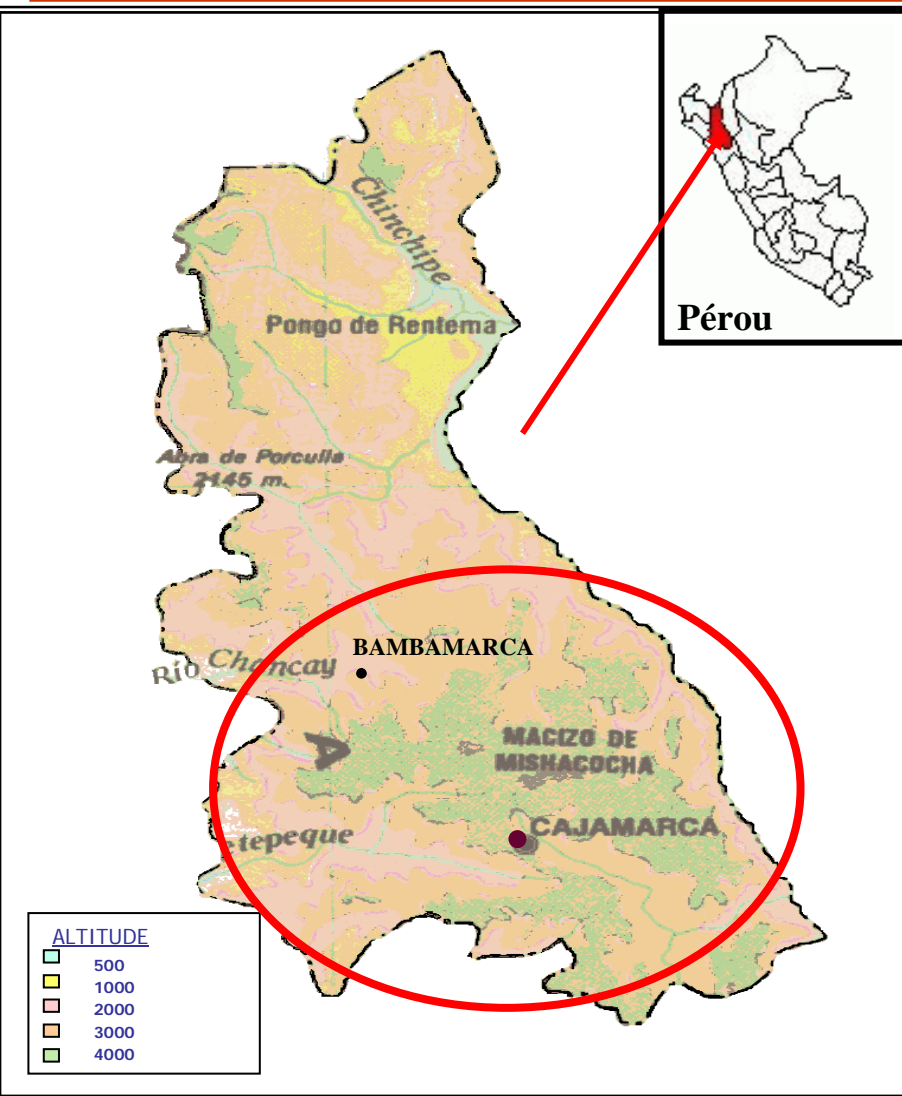 Pérou
Chinchipe
Pongo de Rentema
Abra de Porculla
2145 m.
BAMBAMARCA
Río Chancay
A
MACIZO DE
MISHACOCHA
CAJAMARCA
etepeque
ALTITUDE
500
1000
2000
3000
4000